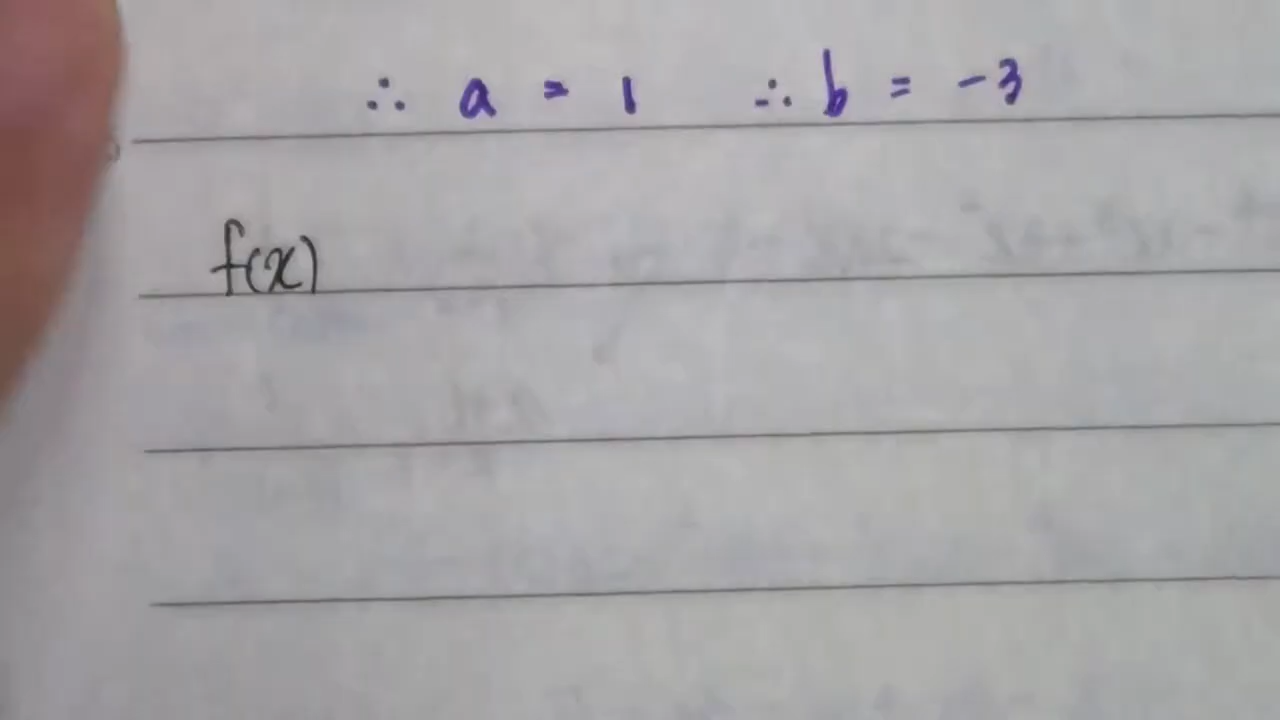 ∴ a = 1 ∴ b = -3
f(x)